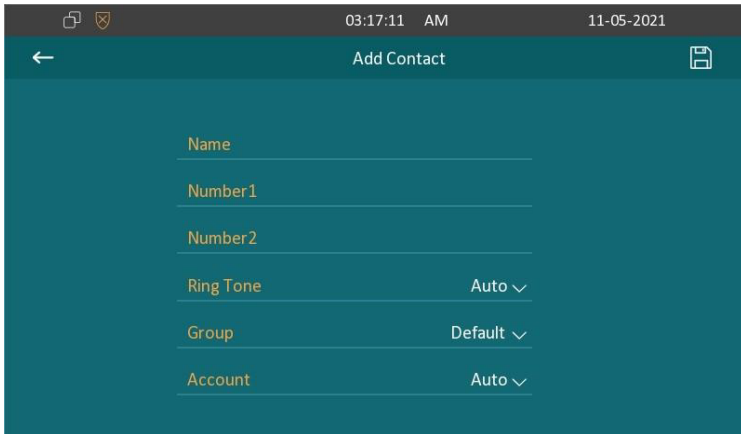 03:17:11 AM 11-05-2021
Add Contact
Name
Number1
Number2
Ring Tone Auto
Group Default
Account Auto